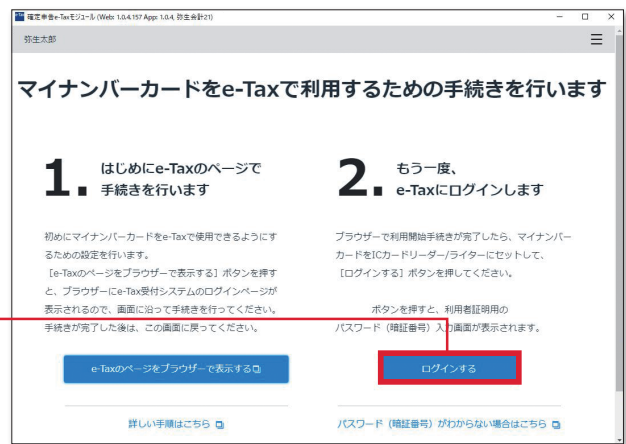 確定申告e-Taxモジュール (Web: 1.0.4.157 App: 1.0.4, 弥生会計21)
弥生太郎
マイナンバーカードをe-Taxで利用するための手続きを行います
1. はじめにe-Taxのページで
手続きを行います
初めにマイナンバーカードをe-Taxで使用できるようにす
るための設定を行います。
[e-Taxのページをブラウザーで表示する] ボタンを押す
と、ブラウザーにe-Tax受付システムのログインページが
表示されるので、画面に沿って手続きを行ってください。
手続きが完了した後は、この画面に戻ってください。
e-Taxのページをブラウザーで表示する
詳しい手順はこちら
2. もう一度、
e-Taxにログインします
ブラウザーで利用開始手続きが完了したら、マイナンバー
カードをICカードリーダー/ライターにセットして、
[ログインする] ボタンを押してください。
ボタンを押すと、利用者証明用の
パスワード（暗証番号）入力画面が表示されます。
ログインする
パスワード（暗証番号）がわからない場合はこちら